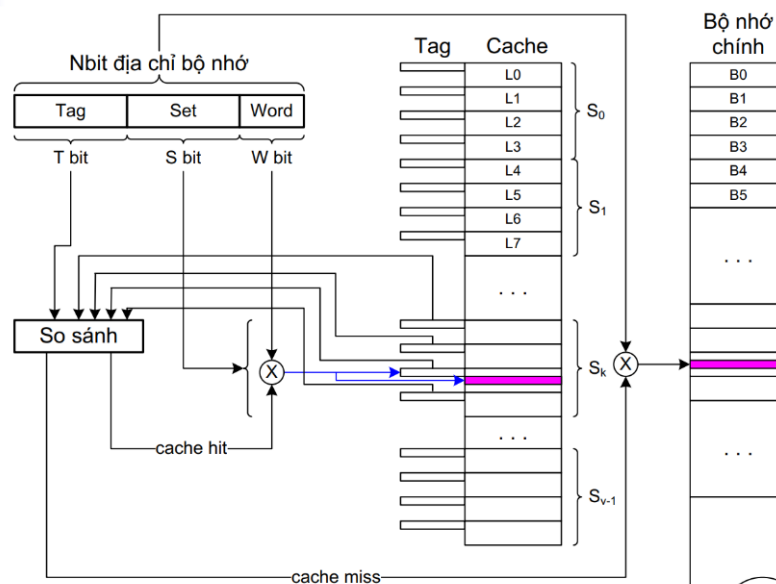 Bộ nhớ
chính
Tag
Cache
Nbit địa chỉ bộ nhớ
Tag
Set
Word
T bit
S bit
W bit
L0
L1
L2
L3
L4
L5
L6
L7
. . .
S0
S1
B0
B1
B2
B3
B4
B5
. . .
So sánh
X
Sk
X
cache hit
. . .
. . .
Sv-1
cache miss